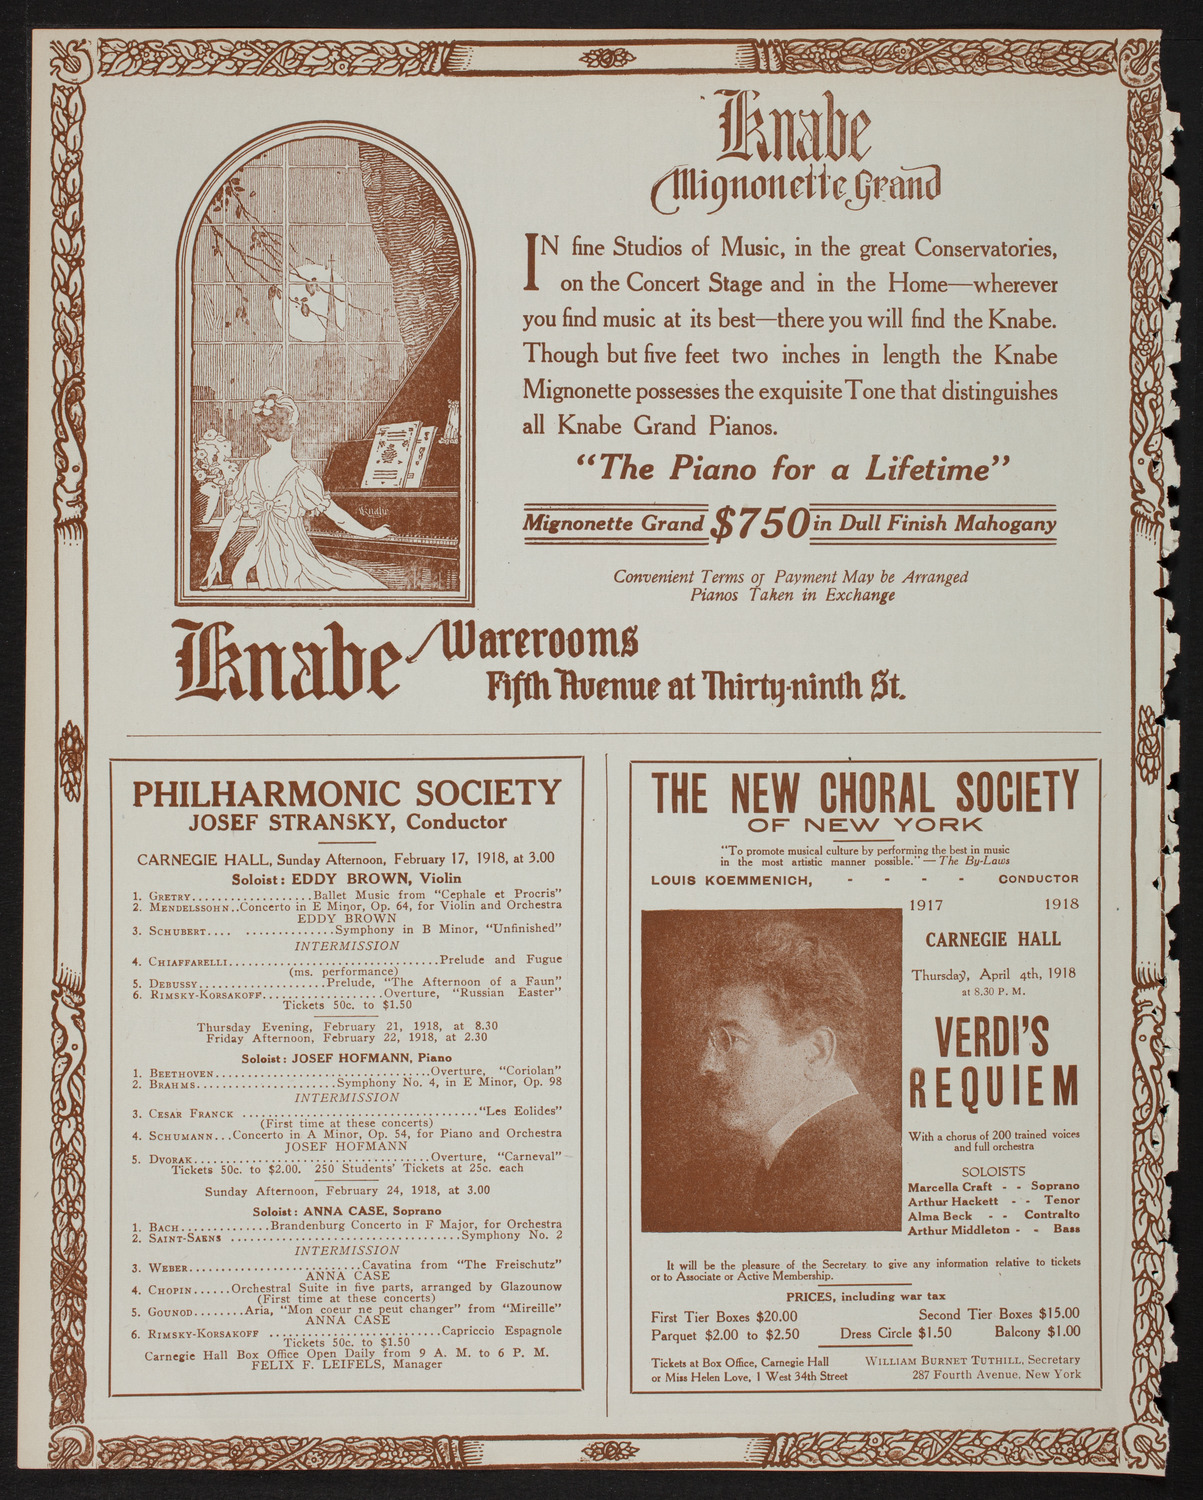 Knabe
Mignonette Grand
IN fine Studios of Music, in the great Conservatories,
on the Concert Stage and in the Home—wherever
you find music at its best—there you will find the Knabe.
Though but five feet two inches in length the Knabe
Mignonette possesses the exquisite Tone that distinguishes
all Knabe Grand Pianos.
"The Piano for a Lifetime"
Mignonette Grand $750 in Dull Finish Mahogany
Convenient Terms of Payment May be Arranged
Pianos Taken in Exchange
Knabe
Knabe Warerooms
Fifth Avenue at Thirty-ninth St.
PHILHARMONIC SOCIETY
JOSEF STRANSKY, Conductor
CARNEGIE HALL, Sunday Afternoon, February 17, 1918, at 3.00
Soloist: EDDY BROWN, Violin
1. GRETRY...................Ballet Music from "Cephale et Procris"
2. MENDELSSOHN..Concerto in E Minor, Op. 64, for Violin and Orchestra
EDDY BROWN
3. SCHUBERT.... ..............Symphony in B Minor, "Unfinished"
INTERMISSION
4. CHIAFFARELLI.................................Prelude and Fugue
(ms. performance)
5. DEBUSSY....................Prelude, "The Afternoon of a Faun"
6. RIMSKY-KORSAKOFF...................Overture, "Russian Easter"
Tickets 50c. to $1.50
Thursday Evening, February 21, 1918, at 8.30
Friday Afternoon, February 22, 1918, at 2.30
Soloist: JOSEF HOFMANN, Piano
1. BEETHOVEN..................................Overture, "Coriolan"
2. BRAHMS......................Symphony No. 4, in E Minor, Op. 98
INTERMISSION
3. CESAR FRANCK ....................................."Les Eolides"
(First time at these concerts)
4. SCHUMANN...Concerto in A Minor, Op. 54, for Piano and Orchestra
JOSEF HOFMANN
5. DVORAK.....................................Overture, "Carneval"
Tickets 50c. to $2.00. 250 Students' Tickets at 25c. each
Sunday Afternoon, February 24, 1918, at 3.00
Soloist: ANNA CASE, Soprano
1. BACH..............Brandenburg Concerto in F Major, for Orchestra
2. SAINT-SAENS ....................................Symphony No. 2
INTERMISSION
3. WEBER...........................Cavatina from "The Freischutz"
ANNA CASE
4. CHOPIN......Orchestral Suite in five parts, arranged by Glazounow
(First time at these concerts)
5. GOUNOD........Aria, "Mon coeur ne peut changer" from "Mireille"
ANNA CASE
6. RIMSKY-KORSAKOFF ...........................Capriccio Espagnole
Tickets 50c. to $1.50
Carnegie Hall Box Office Open Daily from 9 A. M. to 6 P. M.
FELIX F. LEIFELS, Manager
THE NEW CHORAL SOCIETY
OF NEW YORK
"To promote musical culture by performing the best in music
in the most artistic manner possible."—The By-Laws
LOUIS KOEMMENICH, - - - - CONDUCTOR
1917 1918
CARNEGIE HALL
Thursday, April 4th, 1918
at 8.30 P. M.
VERDI'S
REQUIEM
With a chorus of 200 trained voices
and full orchestra
SOLOISTS
Marcella Craft - - Soprano
Arthur Hackett - - Tenor
Alma Beck - - Contralto
Arthur Middleton - - Bass
It will be the pleasure of the Secretary to give any information relative to tickets
or to Associate or Active Membership.
PRICES, including war tax
First Tier Boxes $20.00 Second Tier Boxes $15.00
Parquet $2.00 to $2.50 Dress Circle $1.50 Balcony $1.00
Tickets at Box Office, Carnegie Hall
or Miss Helen Love, 1 West 34th Street
WILLIAM BURNET TUTHILL, Secretary
287 Fourth Avenue, New York